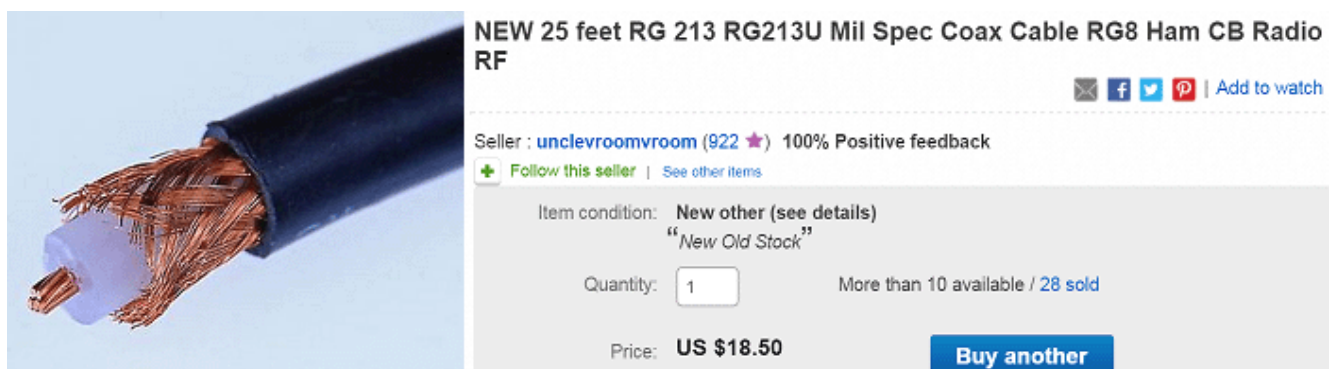 NEW 25 feet RG 213 RG213U Mil Spec Coax Cable RG8 Ham CB Radio
RF
| Add to watch
Seller : unclevroomvroom (922 ) 100% Positive feedback
Follow this seller | See other items
Item condition: New other (see details)
“New Old Stock”
Quantity: 1 More than 10 available / 28 sold
Price: US $18.50 Buy another